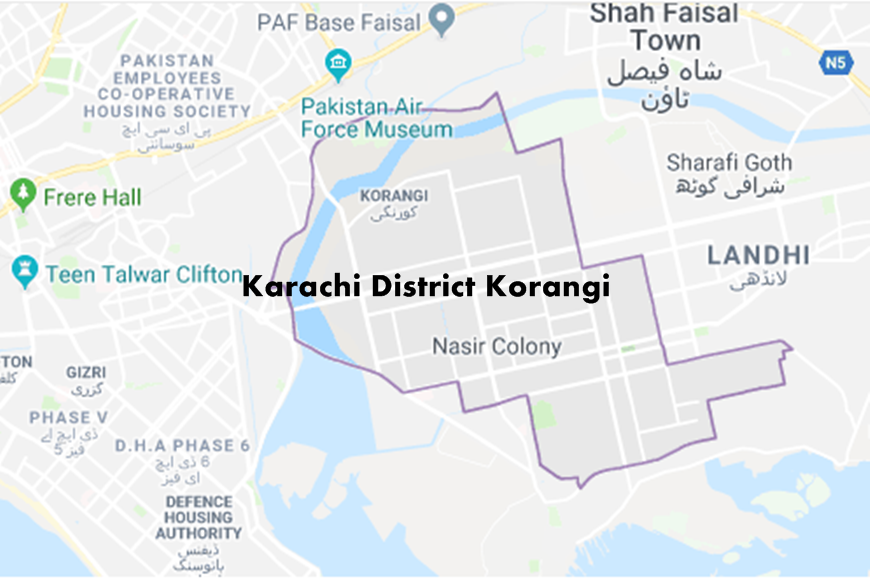 PAF Base Faisal
Shah Faisal
Town
شاہ فیصل
ٹاؤن
N5
PAKISTAN
EMPLOYEES
CO-OPERATIVE
HOUSING SOCIETY
پی ای سی ایچ
سوسائٹی
Pakistan Air
Force Museum
Sharafi Goth
شرافی گوٹھ
Frere Hall
KORANGI
کورنگی
LANDHI
لانڈھی
Teen Talwar Clifton
Karachi District Korangi
Nasir Colony
TON
GIZRI
گزری
PHASE V
ڈی ایچ اے
فیز 5
D.H.A PHASE 6
6 ڈی ایچ
ای فیز
DEFENCE
HOUSING
AUTHORITY
ڈیفنس
ہاوسنگ